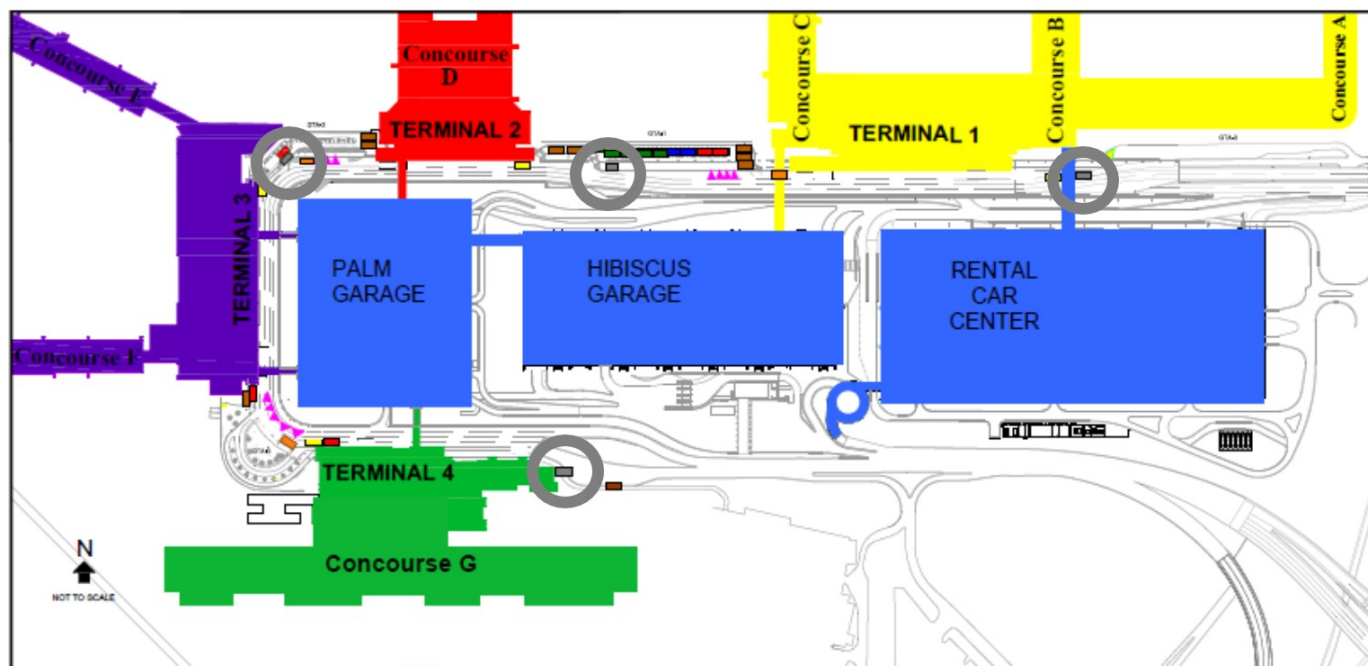 Concourse E
Concourse
D
TERMINAL 2
Concourse C
TERMINAL 1
Concourse B
Concourse A
TERMINAL 3
PALM
GARAGE
HIBISCUS
GARAGE
RENTAL
CAR
CENTER
Concourse F
TERMINAL 4
Concourse G
N
NOT TO SCALE